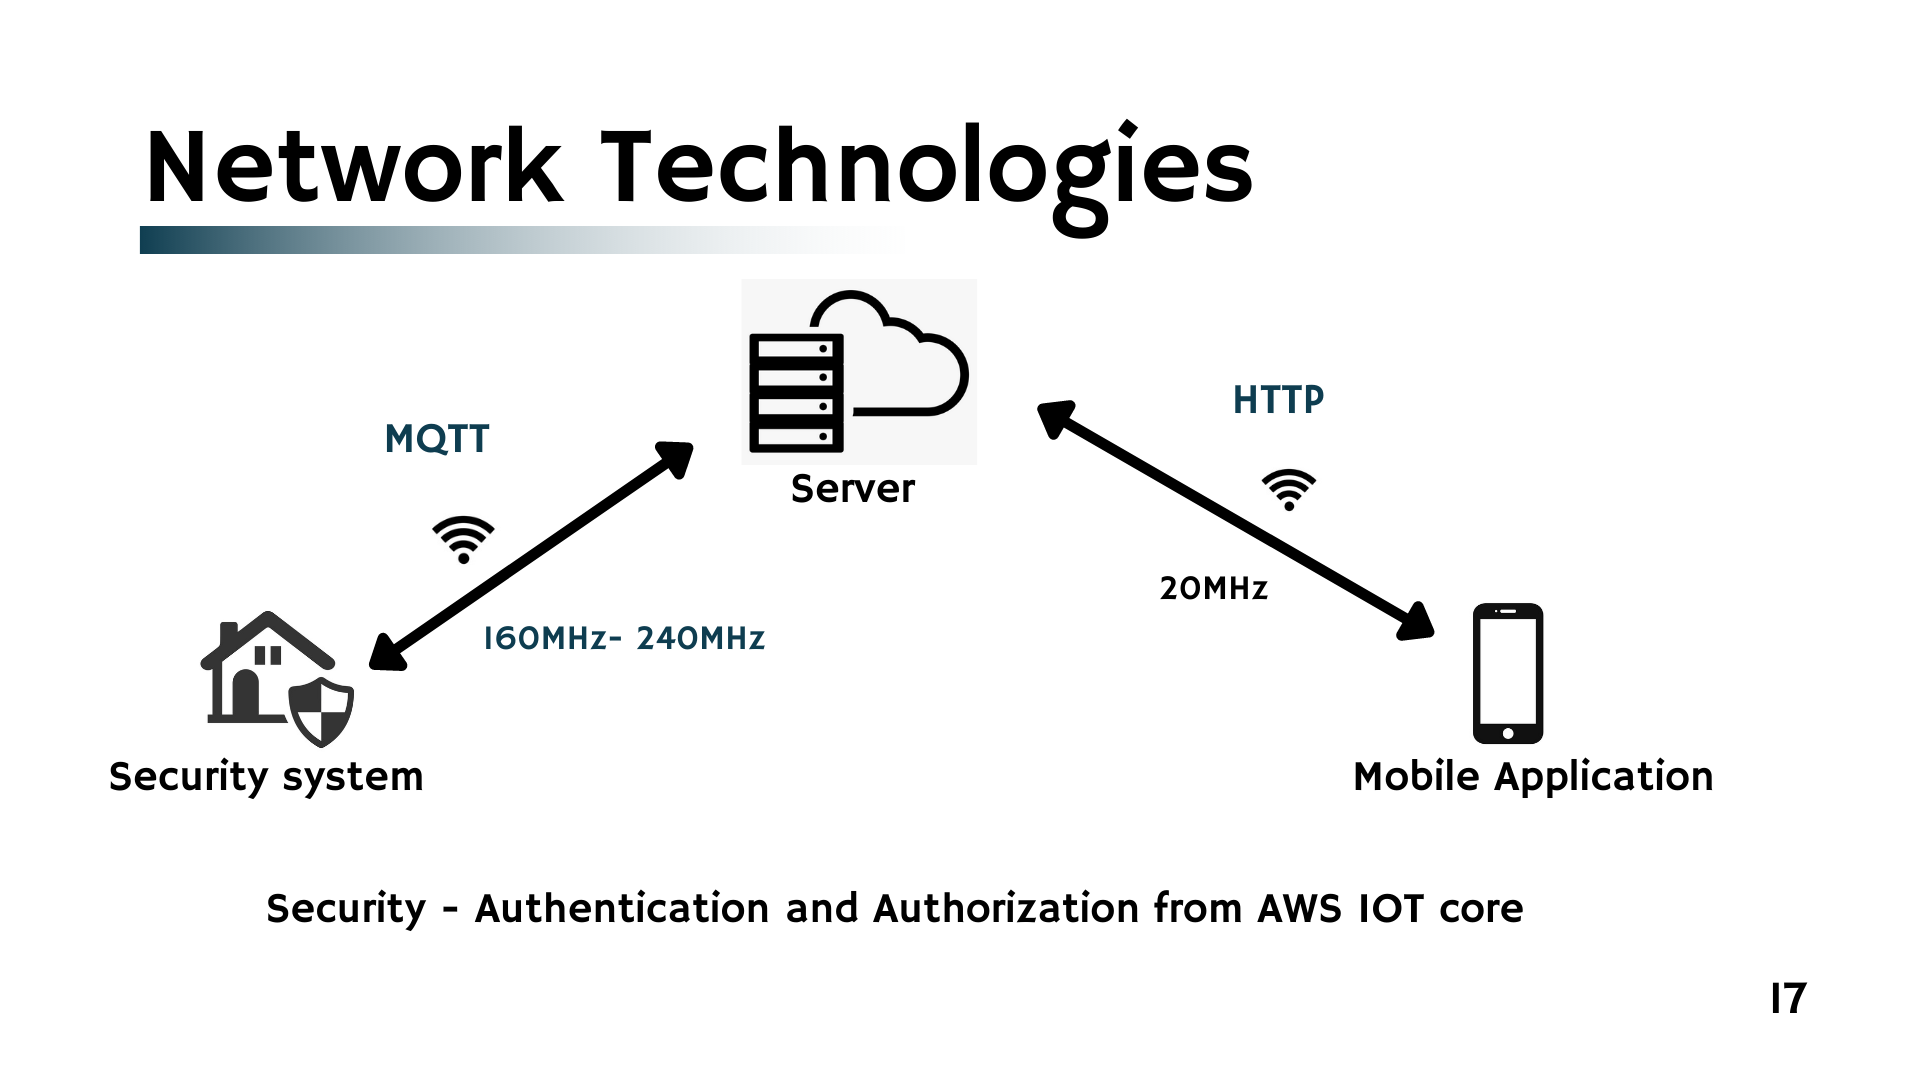 Network Technologies
MQTT
HTTP
Server
160MHz- 240MHz
20MHz
Security system
Mobile Application
Security - Authentication and Authorization from AWS IOT core
17